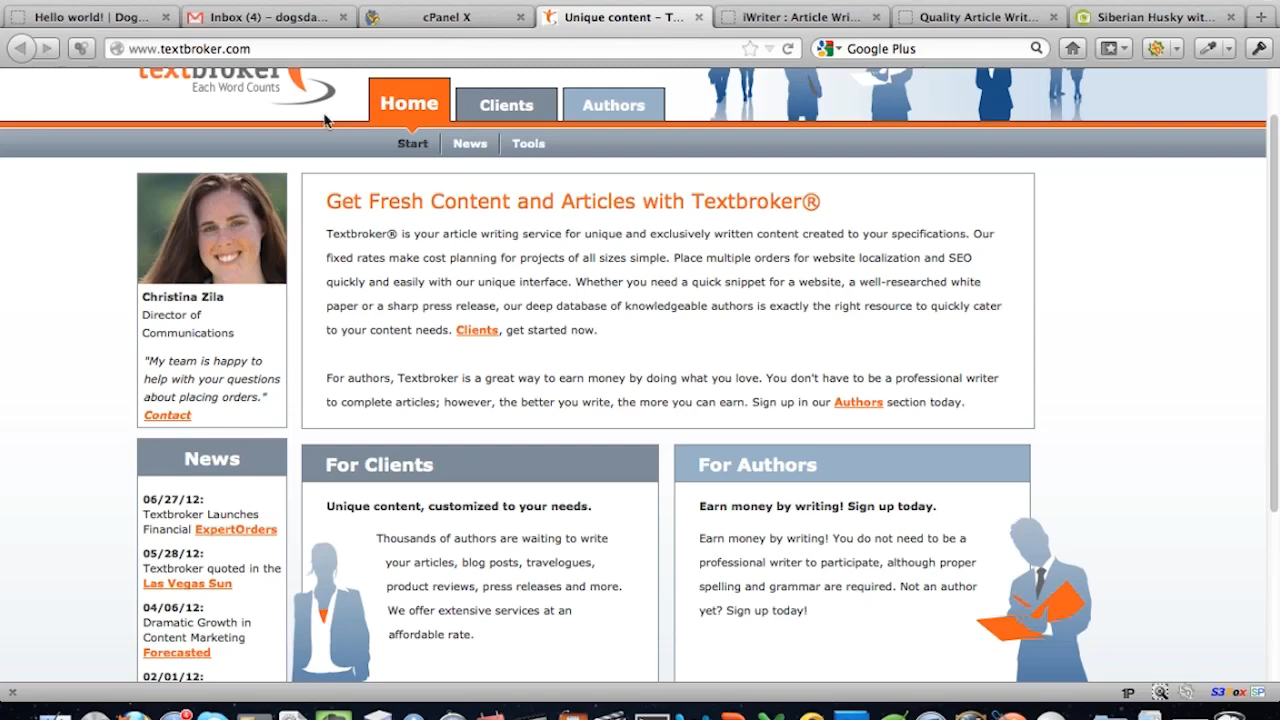 Hello world! | Dog...
Inbox (4) – dogsda...
cPanel X
Unique content – T...
iWriter : Article Wri...
Quality Article Writ...
Siberian Husky wit...
www.textbroker.com
Google Plus
textbroker
Each Word Counts
Home
Clients
Authors
Start
News
Tools
Christina Zila
Director of
Communications
"My team is happy to
help with your questions
about placing orders."
Contact
Get Fresh Content and Articles with Textbroker®
Textbroker® is your article writing service for unique and exclusively written content created to your specifications. Our
fixed rates make cost planning for projects of all sizes simple. Place multiple orders for website localization and SEO
quickly and easily with our unique interface. Whether you need a quick snippet for a website, a well-researched white
paper or a sharp press release, our deep database of knowledgeable authors is exactly the right resource to quickly cater
to your content needs. Clients, get started now.
For authors, Textbroker is a great way to earn money by doing what you love. You don't have to be a professional writer
to complete articles; however, the better you write, the more you can earn. Sign up in our Authors section today.
News
06/27/12:
Textbroker Launches
Financial ExpertOrders
05/28/12:
Textbroker quoted in the
Las Vegas Sun
04/06/12:
Dramatic Growth in
Content Marketing
Forecasted
02/01/12:
For Clients
Unique content, customized to your needs.
Thousands of authors are waiting to write
your articles, blog posts, travelogues,
product reviews, press releases and more.
We offer extensive services at an
affordable rate.
For Authors
Earn money by writing! Sign up today.
Earn money by writing! You do not need to be a
professional writer to participate, although proper
spelling and grammar are required. Not an author
yet? Sign up today!
1P
S3Fox
SP